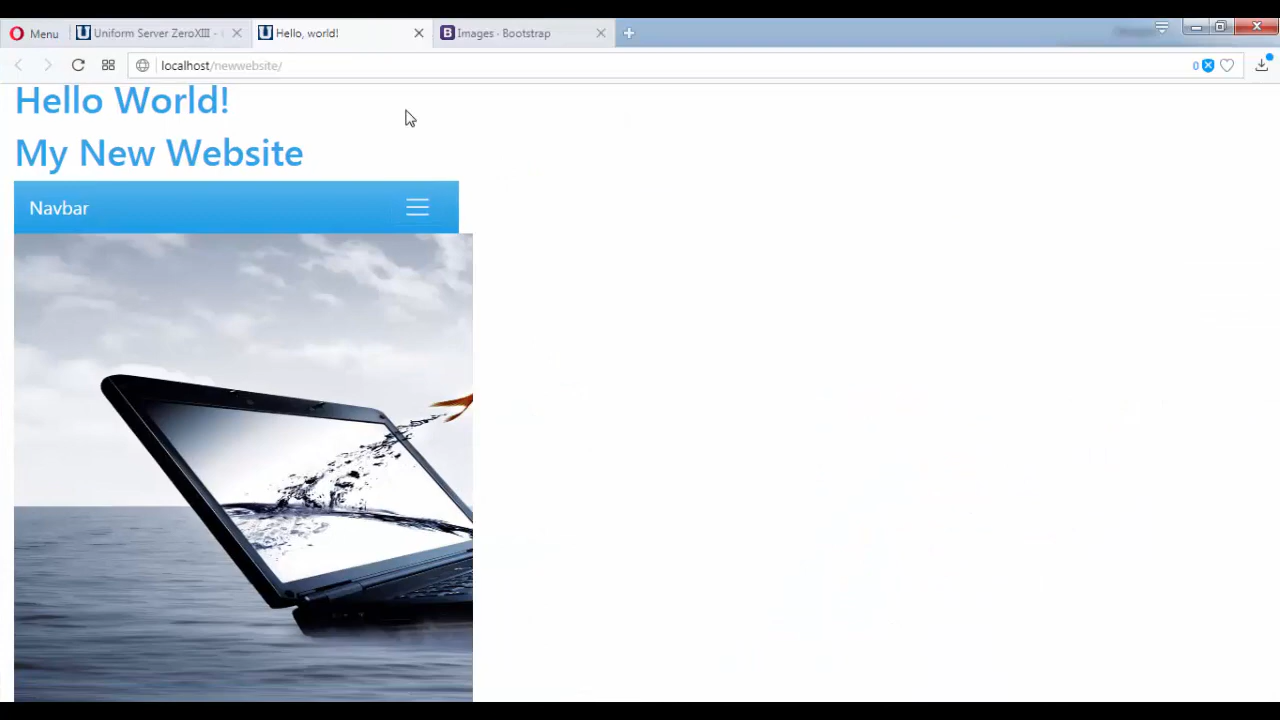 Menu
Uniform Server ZeroXIII -
Hello, world!
Images · Bootstrap
localhost/newwebsite/
0
Hello World!
My New Website
Navbar